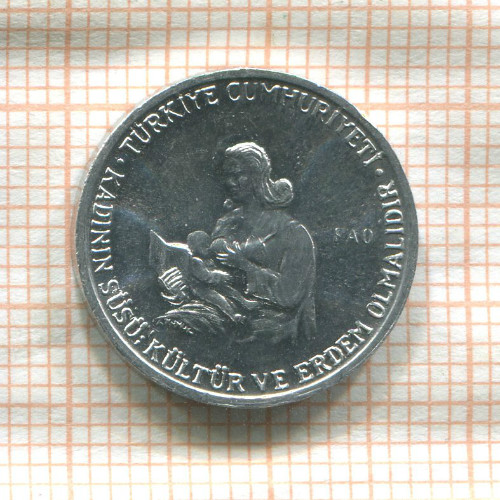 TÜRKİYE CUMHURİYETİ
KADININ SÜSÜ; KÜLTÜR VE ERDEM OLMALIDIR
FAO